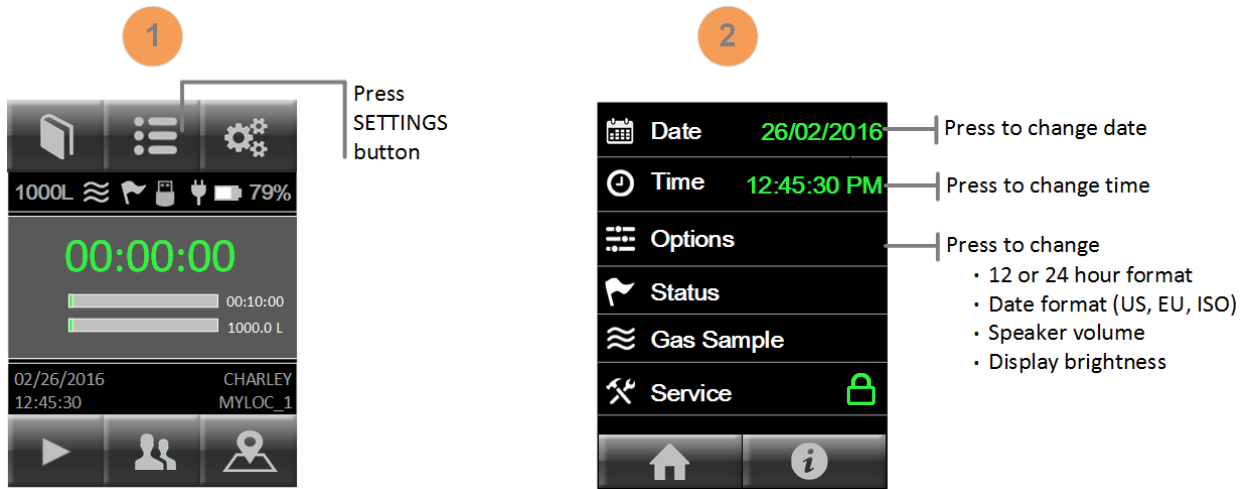 1
Press
SETTINGS
button
1000L 79%
00:00:00
00:10:00
1000.0 L
02/26/2016 CHARLEY
12:45:30 MYLOC_1
2
Date 26/02/2016 Press to change date
Time 12:45:30 PM Press to change time
Options Press to change
· 12 or 24 hour format
· Date format (US, EU, ISO)
· Speaker volume
· Display brightness
Status
Gas Sample
Service
i